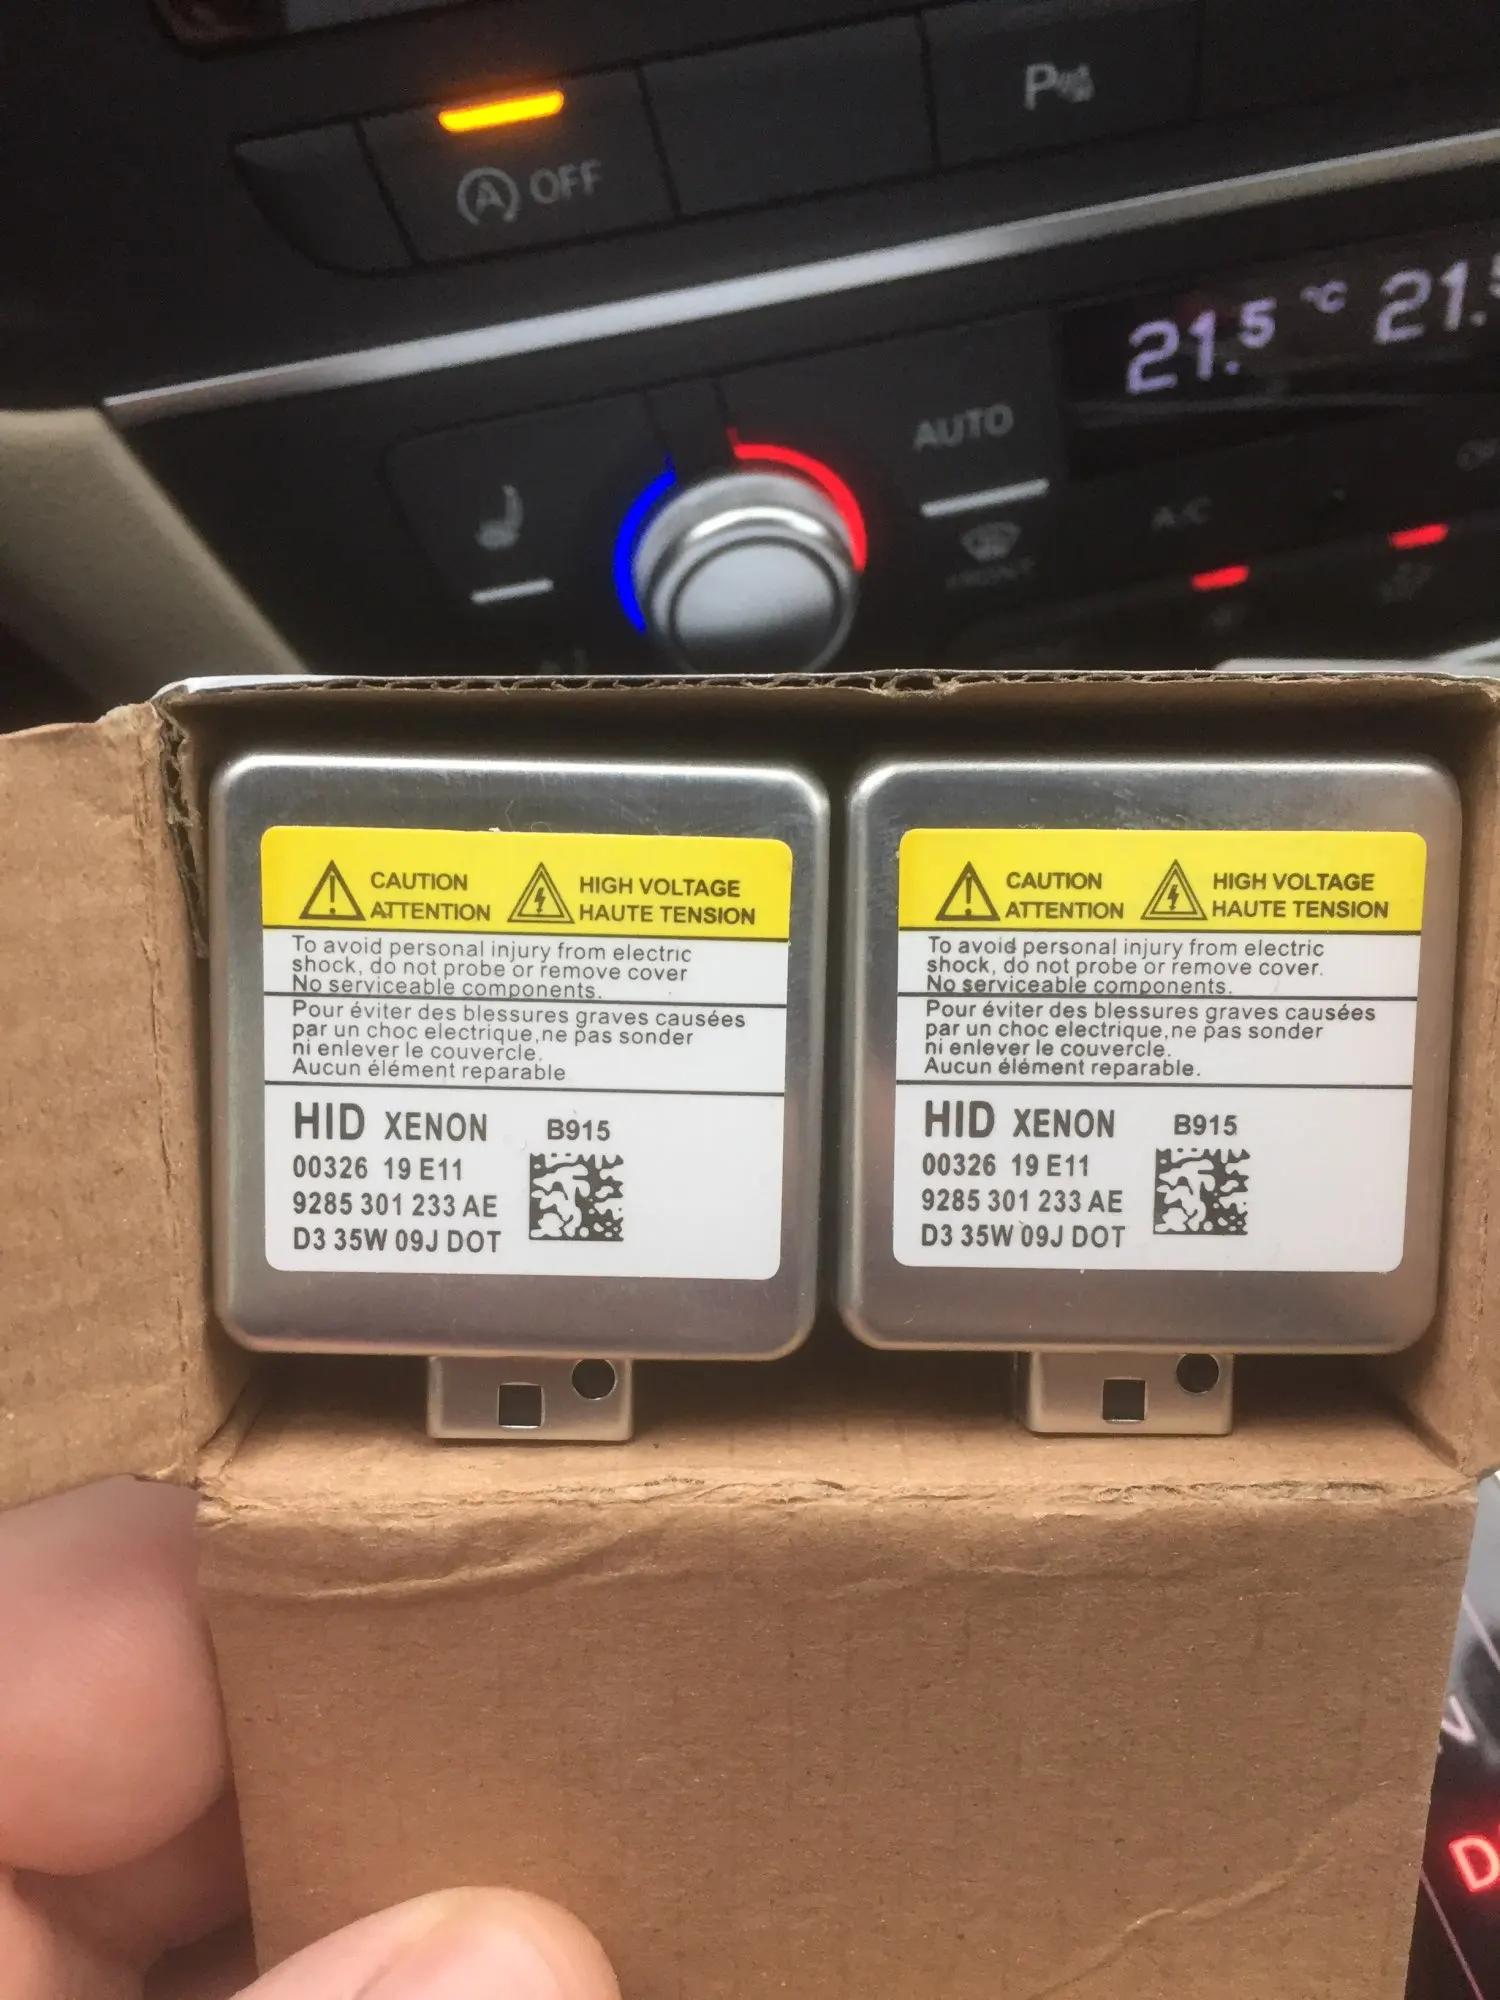 P
A OFF
21.5 °C 21.5
AUTO
A/C
FRONT
CAUTION
ATTENTION
HIGH VOLTAGE
HAUTE TENSION
To avoid personal injury from electric
shock, do not probe or remove cover
No serviceable components.
Pour éviter des blessures graves causées
par un choc electrique,ne pas sonder
ni enlever le couvercle.
Aucun élément reparable
HID XENON B915
00326 19 E11
9285 301 233 AE
D3 35W 09J DOT
CAUTION
ATTENTION
HIGH VOLTAGE
HAUTE TENSION
To avoid personal injury from electric
shock, do not probe or remove cover.
No serviceable components.
Pour éviter des blessures graves causées
par un choc electrique,ne pas sonder
ni enlever le couvercle.
Aucun élément reparable.
HID XENON B915
00326 19 E11
9285 301 233 AE
D3 35W 09J DOT
N
D